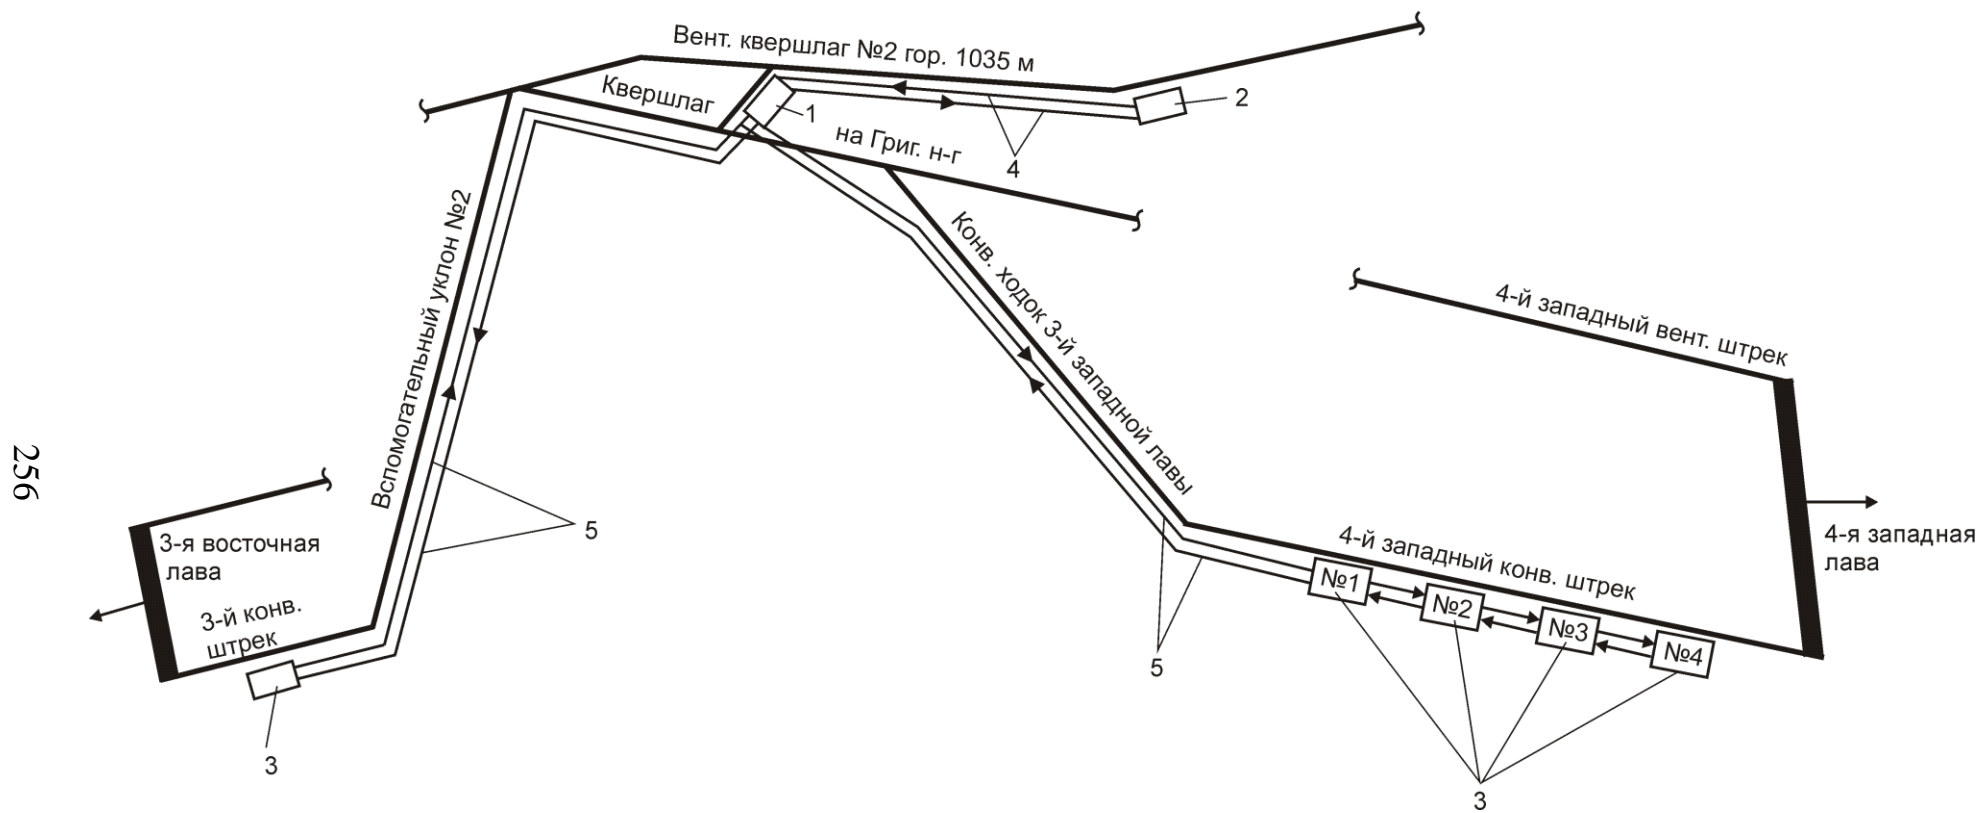 Вент. квершлаг №2 гор. 1035 м
Квершлаг
1
2
на Григ. н-г
4
Вспомогательный уклон №2
Конв. ходок 3-й западной лавы
4-й западный вент. штрек
256
5
3-я восточная
лава
3-й конв.
штрек
3
4-я западная
лава
4-й западный конв. штрек
№1
№2
№3
№4
5
3